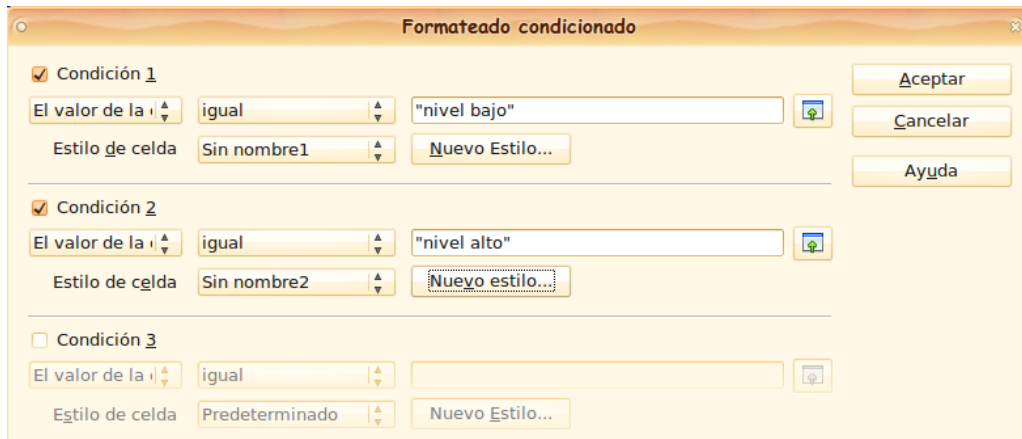 Formateado condicionado
Condición 1
Aceptar
El valor de la igual "nivel bajo"
Cancelar
Estilo de celda Sin nombre1 Nuevo Estilo...
Ayuda
Condición 2
El valor de la igual "nivel alto"
Estilo de celda Sin nombre2 Nuevo estilo...
Condición 3
El valor de la igual
Estilo de celda Predeterminado Nuevo Estilo...